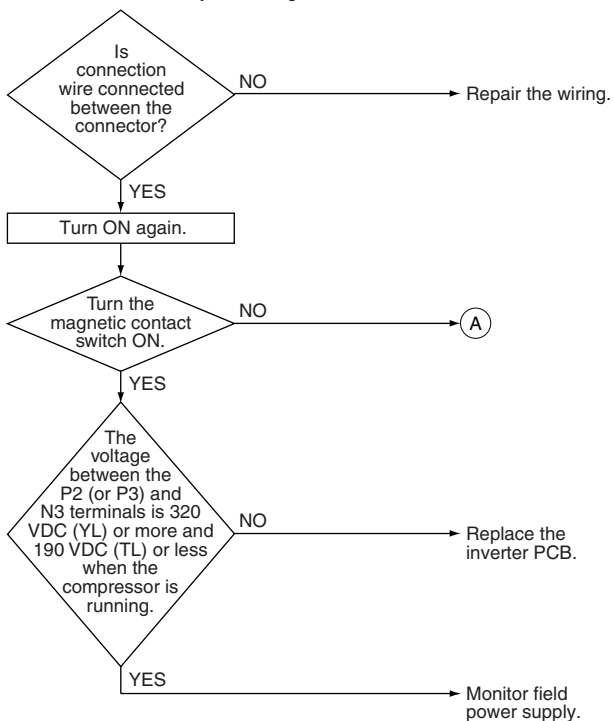 Is
connection
wire connected
between the
connector?
NO
Repair the wiring.
YES
Turn ON again.
Turn the
magnetic contact
switch ON.
NO
A
YES
The
voltage
between the
P2 (or P3) and
N3 terminals is 320
VDC (YL) or more and
190 VDC (TL) or less
when the
compressor is
running.
NO
Replace the
inverter PCB.
YES
Monitor field
power supply.